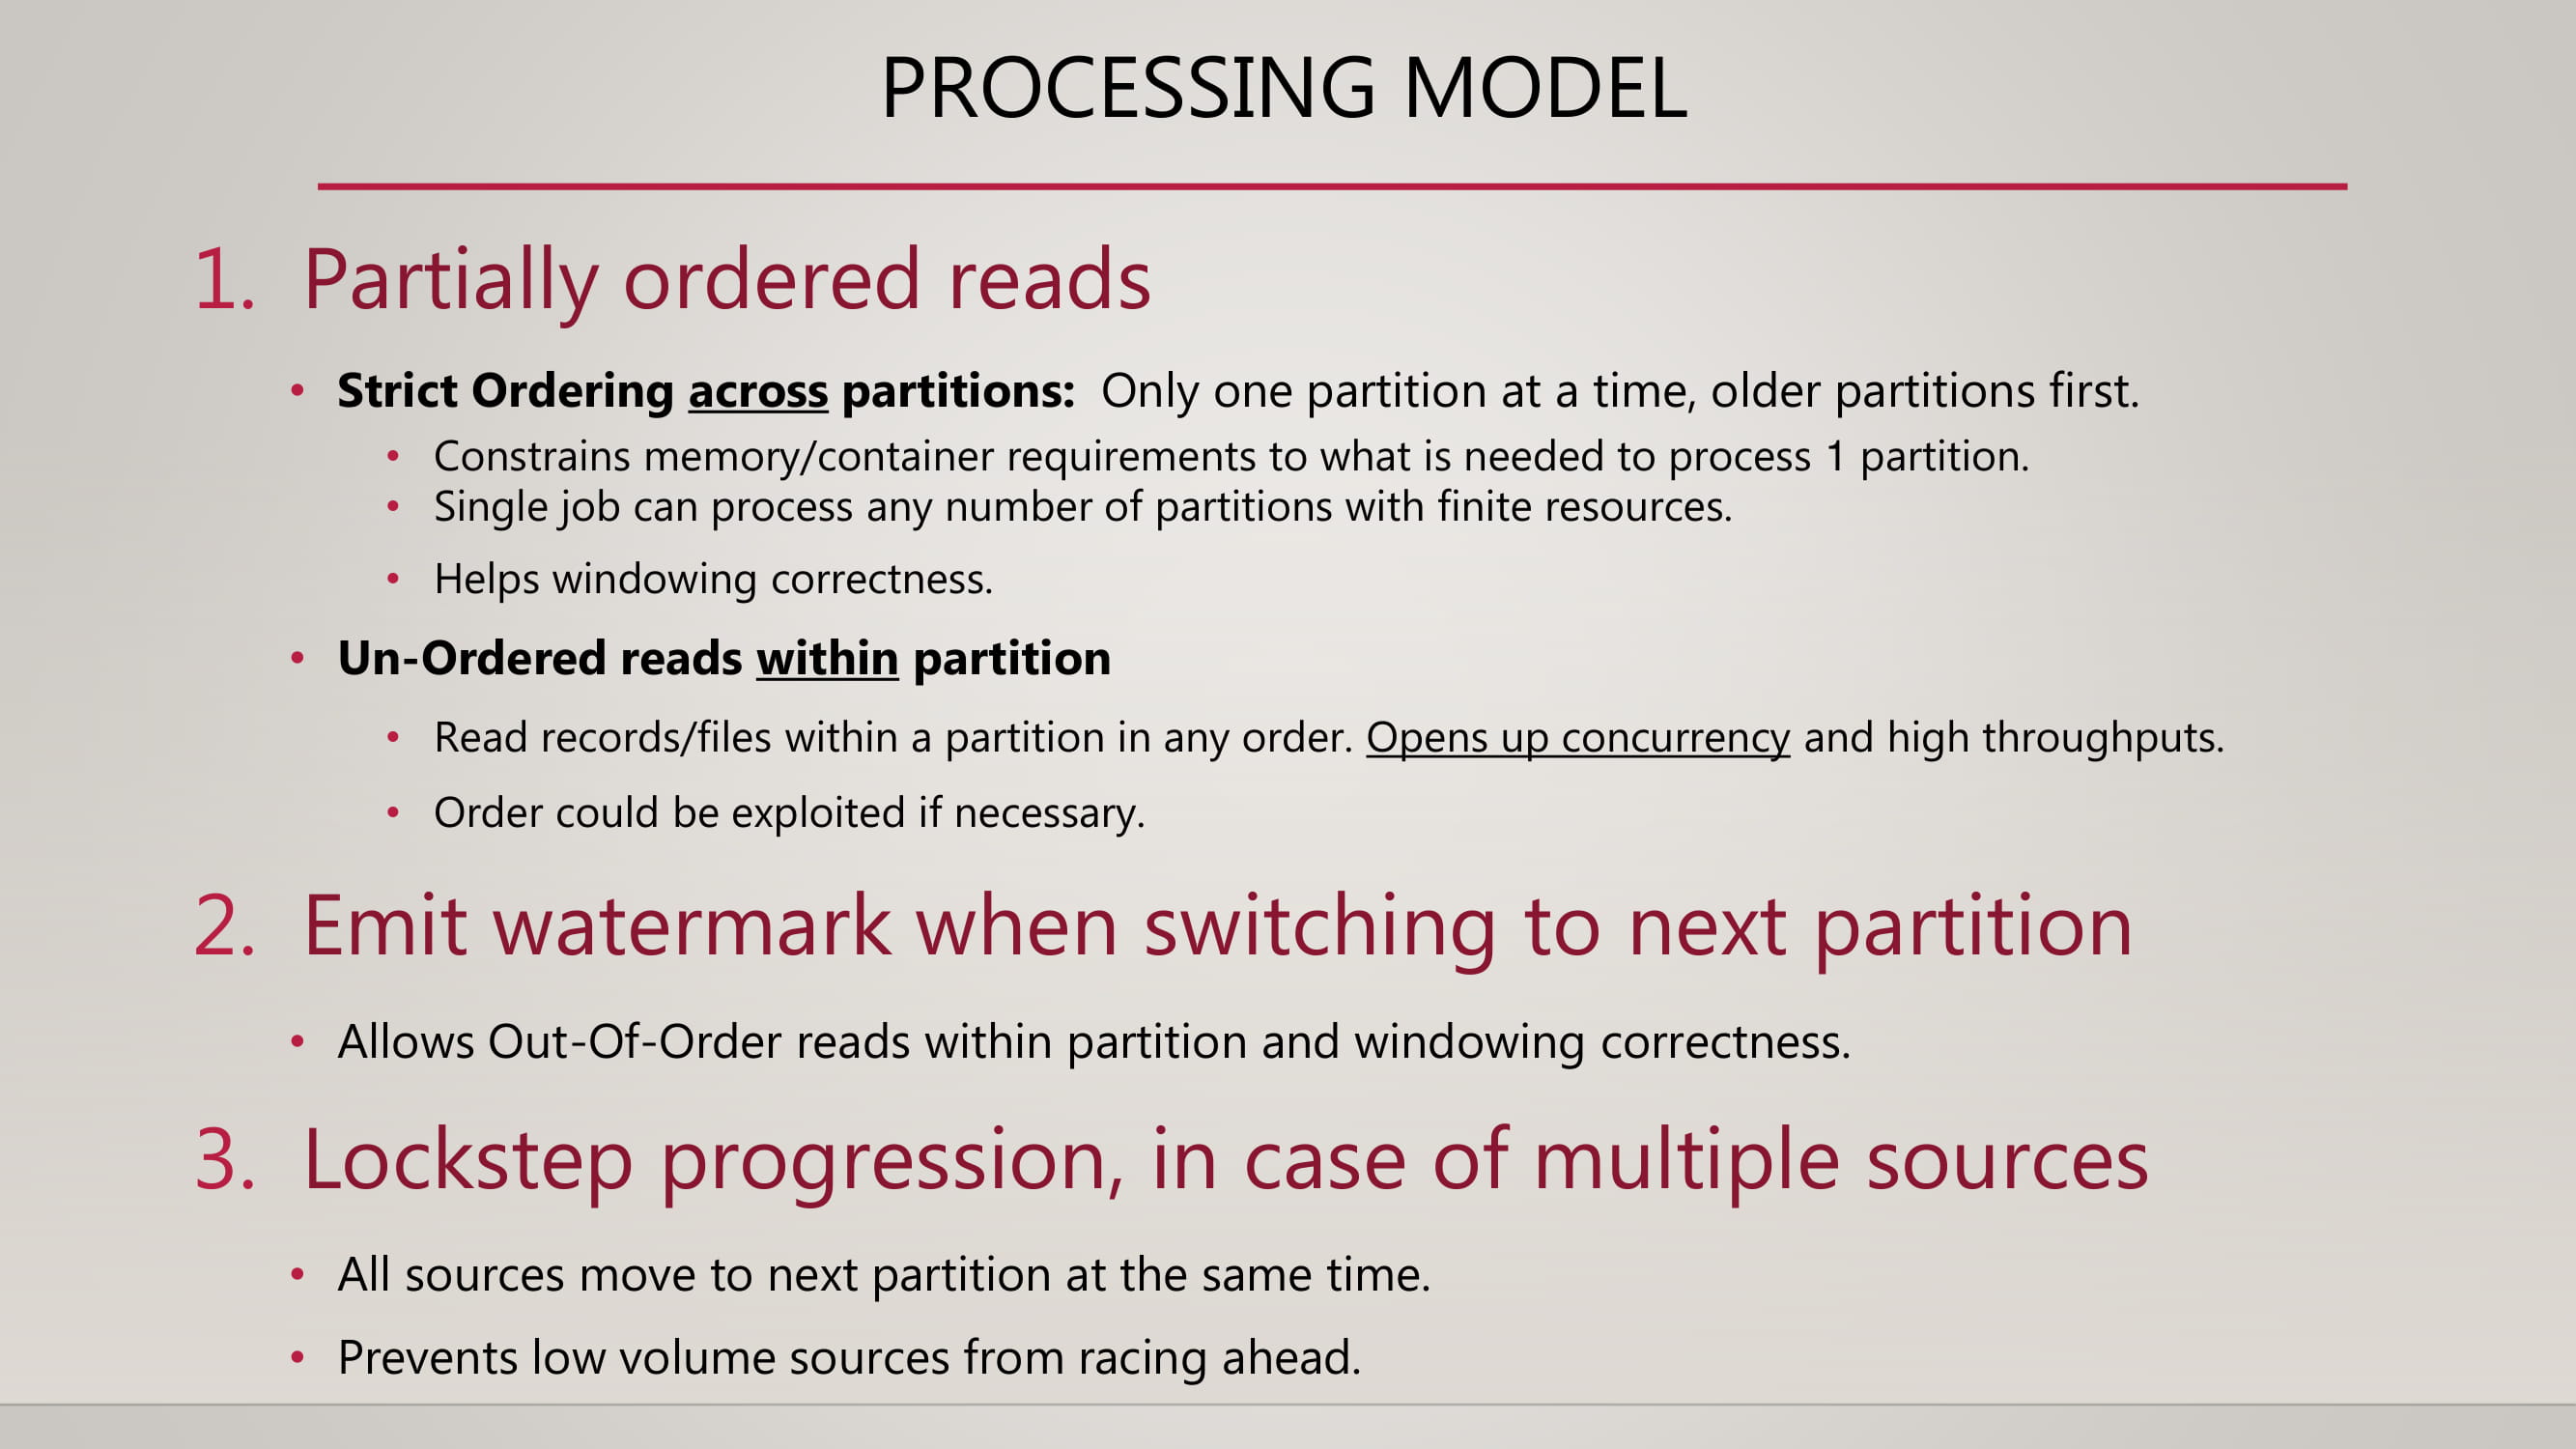 PROCESSING MODEL
1. Partially ordered reads
• Strict Ordering across partitions: Only one partition at a time, older partitions first.
• Constrains memory/container requirements to what is needed to process 1 partition.
• Single job can process any number of partitions with finite resources.
• Helps windowing correctness.
• Un-Ordered reads within partition
• Read records/files within a partition in any order. Opens up concurrency and high throughputs.
• Order could be exploited if necessary.
2. Emit watermark when switching to next partition
• Allows Out-Of-Order reads within partition and windowing correctness.
3. Lockstep progression, in case of multiple sources
• All sources move to next partition at the same time.
• Prevents low volume sources from racing ahead.